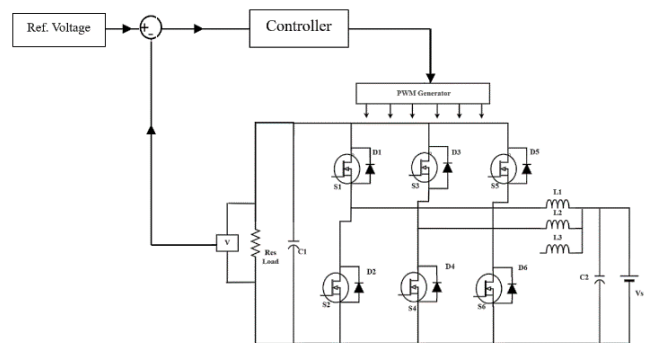 Ref. Voltage
+
-
Controller
PWM Generator
D1
D3
D5
S1
S3
S5
L1
L2
L3
V
Res
Load
C1
D2
D4
D6
C2
Vs
S2
S4
S6